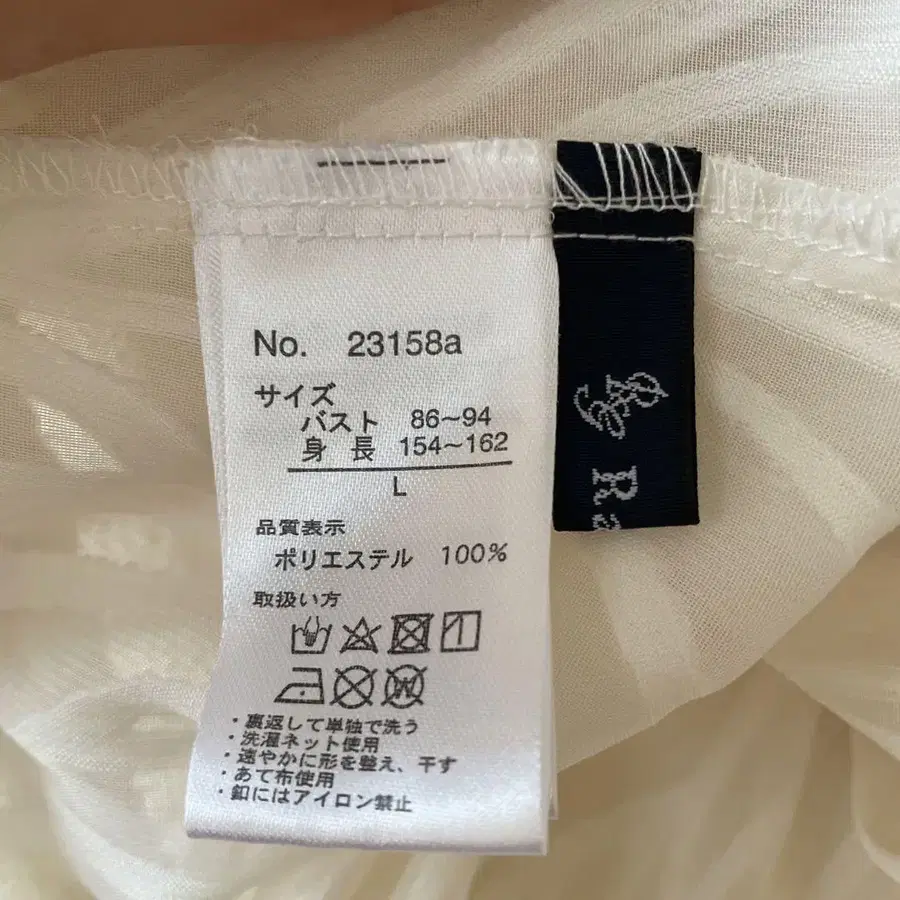 No. 23158a
サイズ
バスト 86~94
身長 154~162
L
品質表示
ポリエステル 100%
取扱い方
・裏返して単独で洗う
・洗濯ネット使用
・速やかに形を整え、干す
・あて布使用
・釦にはアイロン禁止